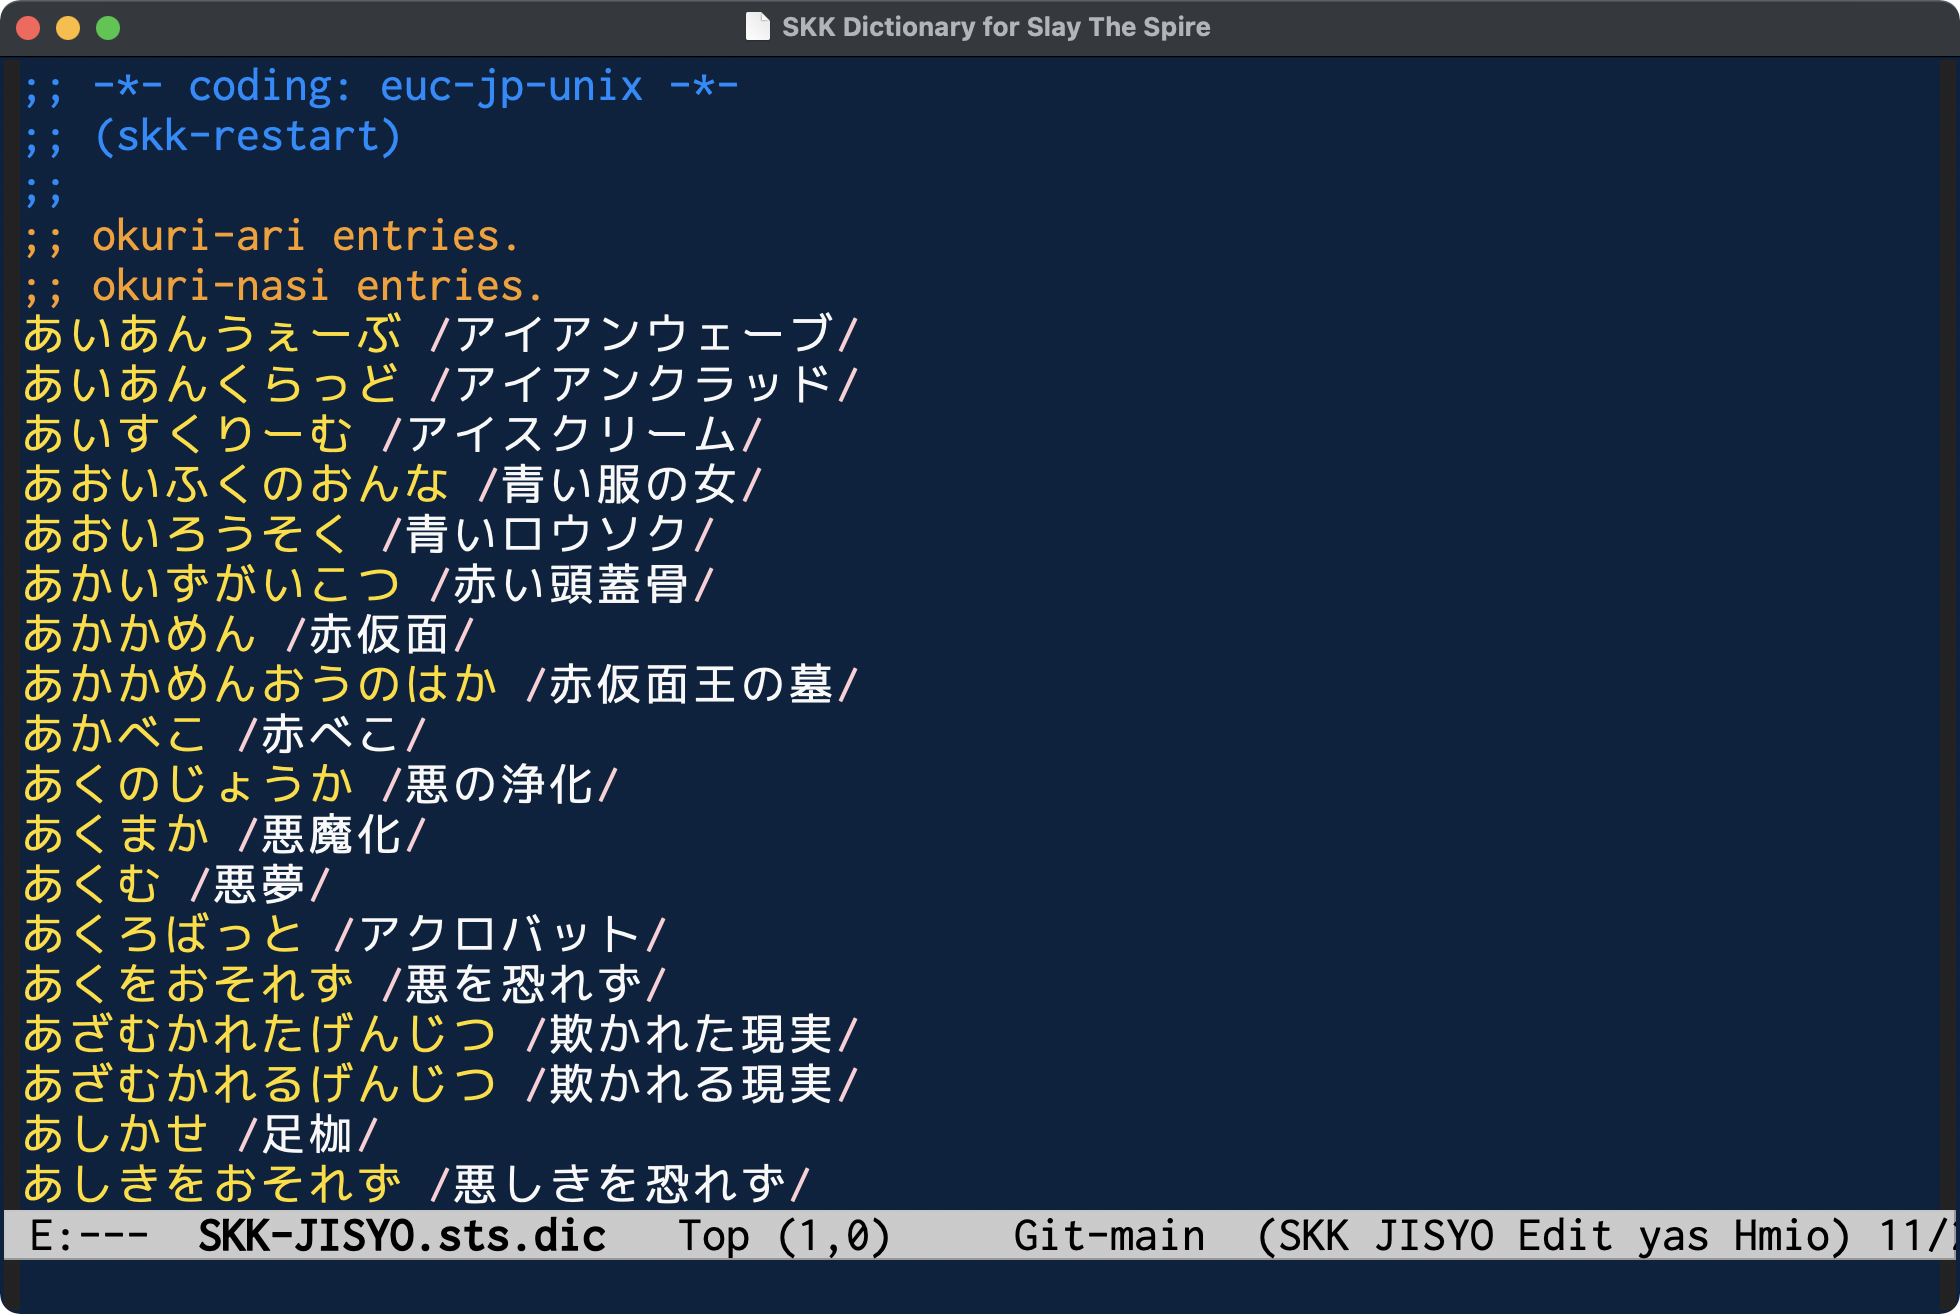 SKK Dictionary for Slay The Spire
;; -*- coding: euc-jp-unix -*-
;; (skk-restart)
;;
;; okuri-ari entries.
;; okuri-nasi entries.
あいあんうぇーぶ /アイアンウェーブ/
あいあんくらっど /アイアンクラッド/
あいすくりーむ /アイスクリーム/
あおいふくのおんな /青い服の女/
あおいろうそく /青いロウソク/
あかいずがいこつ /赤い頭蓋骨/
あかかめん /赤仮面/
あかかめんおうのはか /赤仮面王の墓/
あかべこ /赤べこ/
あくのじょうか /悪の浄化/
あくまか /悪魔化/
あくむ /悪夢/
あくろばっと /アクロバット/
あくをおそれず /悪を恐れず/
あざむかれたげんじつ /欺かれた現実/
あざむかれるげんじつ /欺かれる現実/
あしかせ /足枷/
あしきをおそれず /悪しきを恐れず/
E:--- SKK-JISYO.sts.dic Top (1,0) Git-main (SKK JISYO Edit yas Hmio) 11/